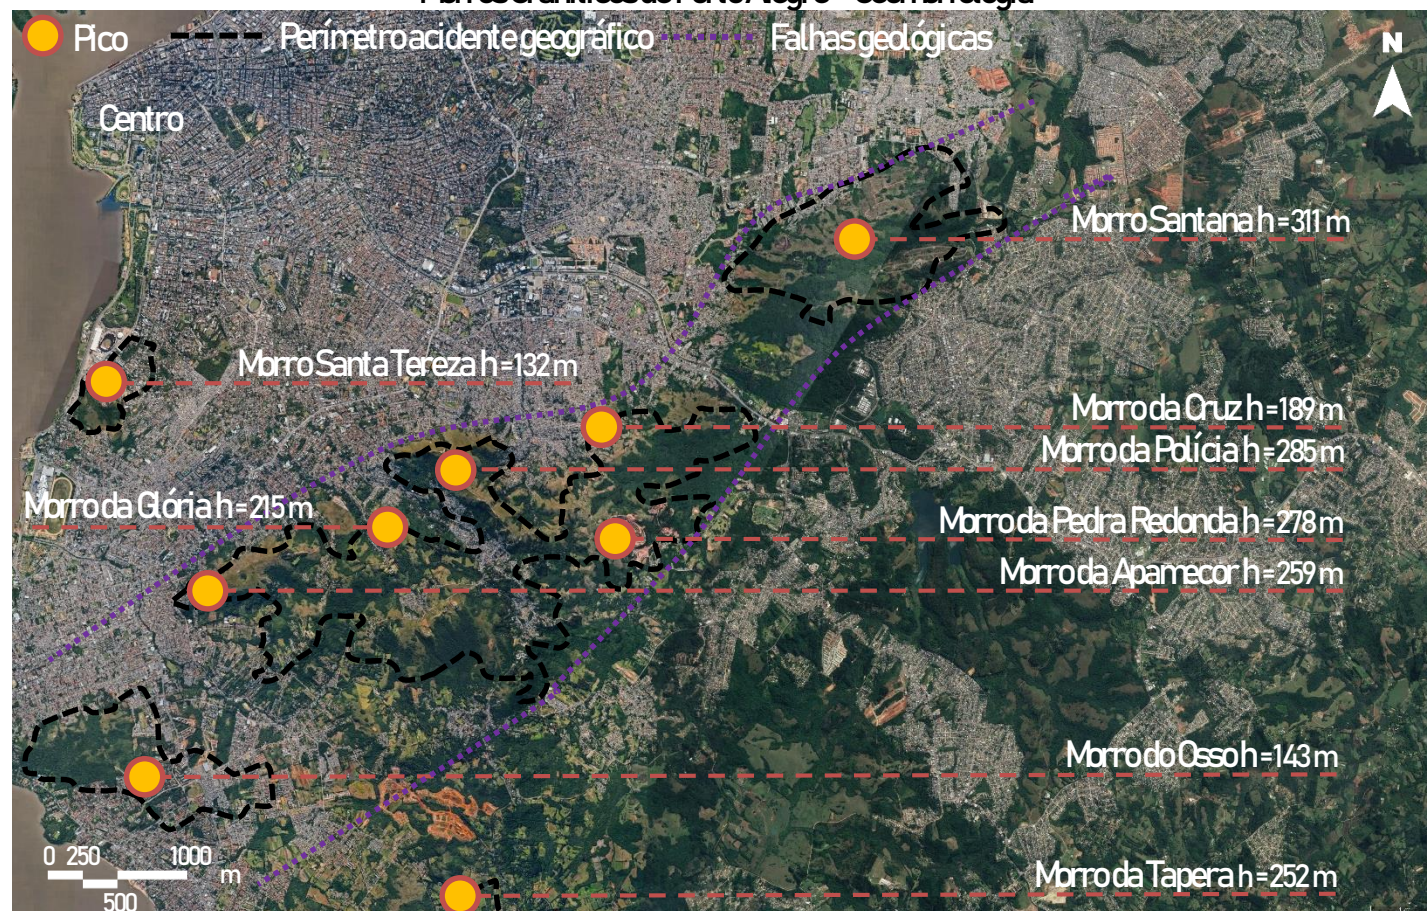 Pico
Perímetro acidente geográfico
Falhas geológicas
N
Centro
Morro Santana h=311 m
Morro Santa Tereza h=132 m
Morro da Cruz h=189 m
Morro da Polícia h=285 m
Morro da Glória h=215 m
Morro da Pedra Redonda h=278 m
Morro da Apamecor h=259 m
Morro do Osso h=143 m
0 250 1000
m
500
Morro da Tapera h=252 m